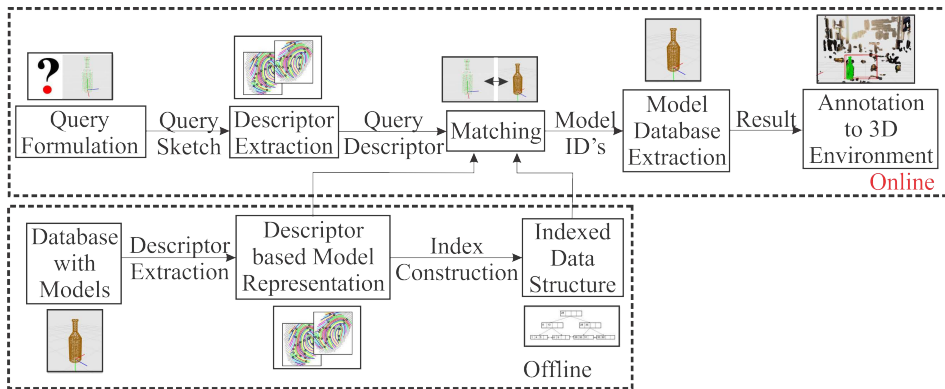 ?
Query
Formulation
Query
Sketch
Descriptor
Extraction
Query
Descriptor
Matching
Model
ID's
Model
Database
Extraction
Result
Annotation
to 3D
Environment
Online
Database
with
Models
Descriptor
Extraction
Descriptor
based Model
Representation
Index
Construction
Indexed
Data
Structure
Offline